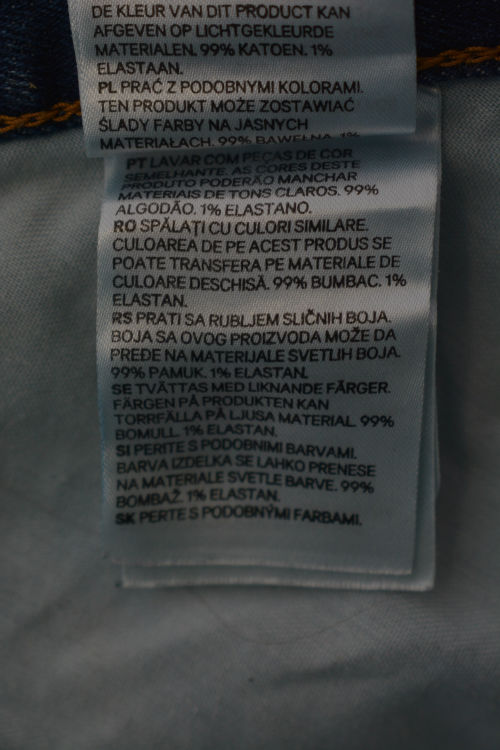 DE KLEUR VAN DIT PRODUCT KAN
AFGEVEN OP LICHTGEKLEURDE
MATERIALEN. 99% KATOEN. 1%
ELASTAAN.
PL PRAĆ Z PODOBNYMI KOLORAMI.
TEN PRODUKT MOŻE ZOSTAWIAĆ
ŚLADY FARBY NA JASNYCH
MATERIAŁACH. 99% BAWEŁNA. 1%
PT LAVAR COM PEÇAS DE COR
SEMELHANTE. AS CORES DESTE
PRODUTO PODERÃO MANCHAR
MATERIAIS DE TONS CLAROS. 99%
ALGODÃO. 1% ELASTANO.
RO SPĂLAȚI CU CULORI SIMILARE.
CULOAREA DE PE ACEST PRODUS SE
POATE TRANSFERA PE MATERIALE DE
CULOARE DESCHISĂ. 99% BUMBAC. 1%
ELASTAN.
RS PRATI SA RUBLJEM SLIČNIH BOJA.
BOJA SA OVOG PROIZVODA MOŽE DA
PREĐE NA MATERIJALE SVETLIH BOJA.
99% PAMUK. 1% ELASTAN.
SE TVÄTTAS MED LIKNANDE FÄRGER.
FÄRGEN PÅ PRODUKTEN KAN
TORRFÄLLA PÅ LJUSA MATERIAL. 99%
BOMULL. 1% ELASTAN.
SI PERITE S PODOBNIMI BARVAMI.
BARVA IZDELKA SE LAHKO PRENESE
NA MATERIALE SVETLE BARVE. 99%
BOMBAŽ. 1% ELASTAN.
SK PERTE S PODOBNÝMI FARBAMI.